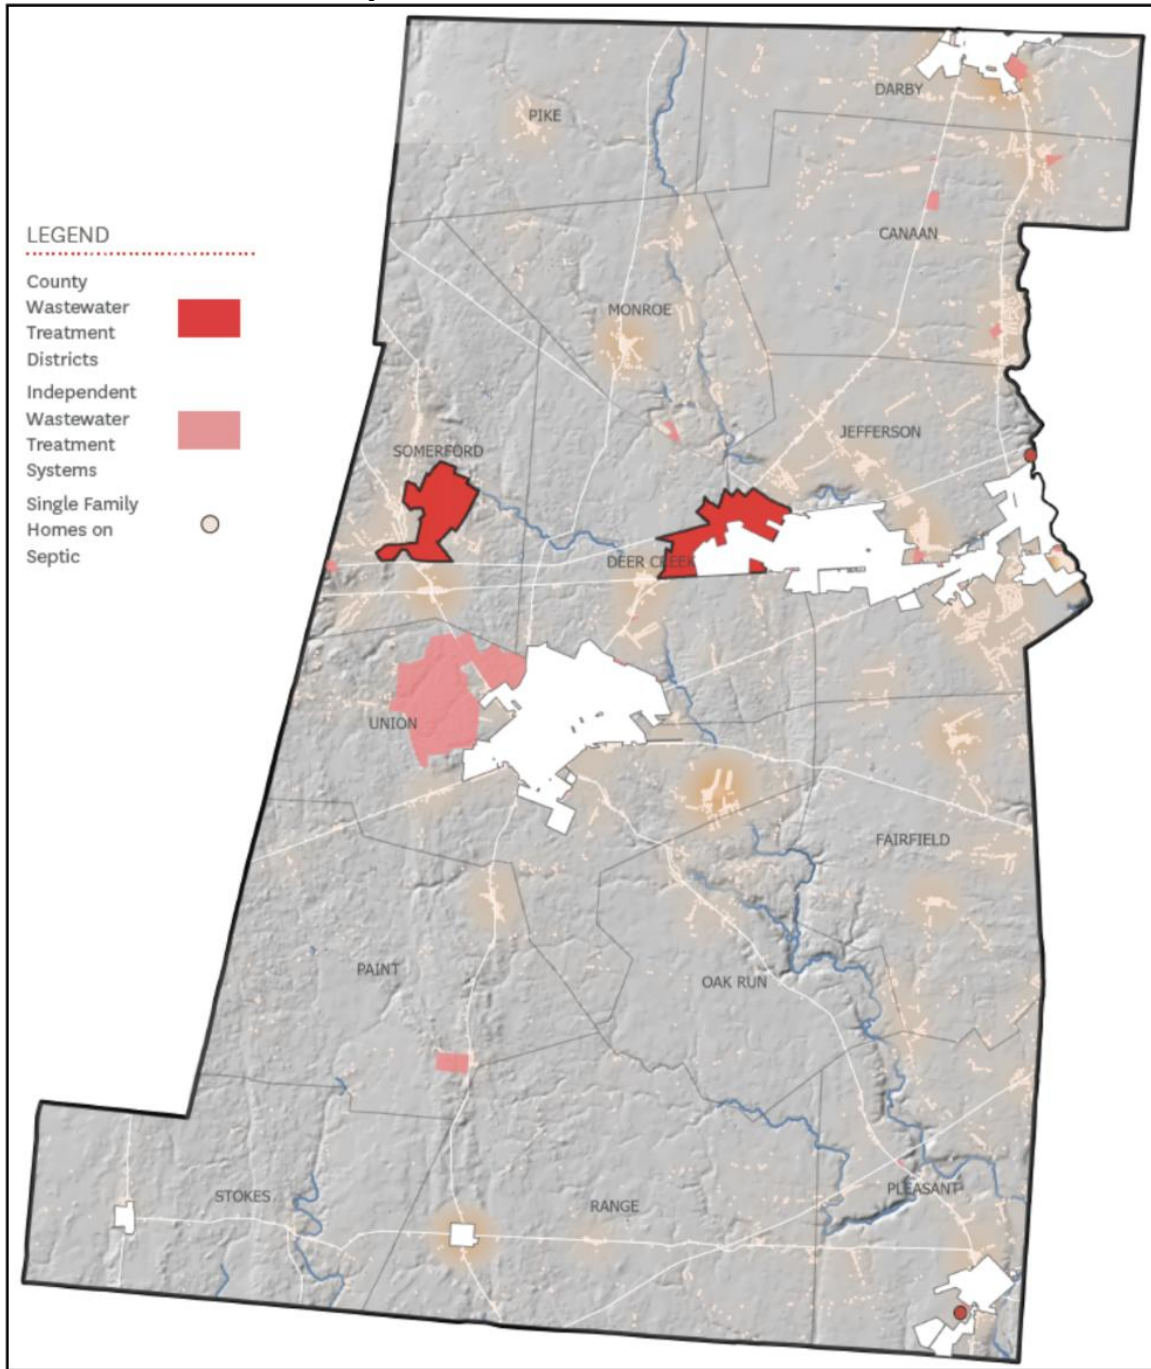 LEGEND
County
Wastewater
Treatment
Districts
Independent
Wastewater
Treatment
Systems
Single Family
Homes on
Septic
DARBY
PIKE
CANAAN
MONROE
JEFFERSON
SOMERFORD
DEER CREEK
UNION
FAIRFIELD
PAINT
OAK RUN
PLEASANT
STOKES
RANGE